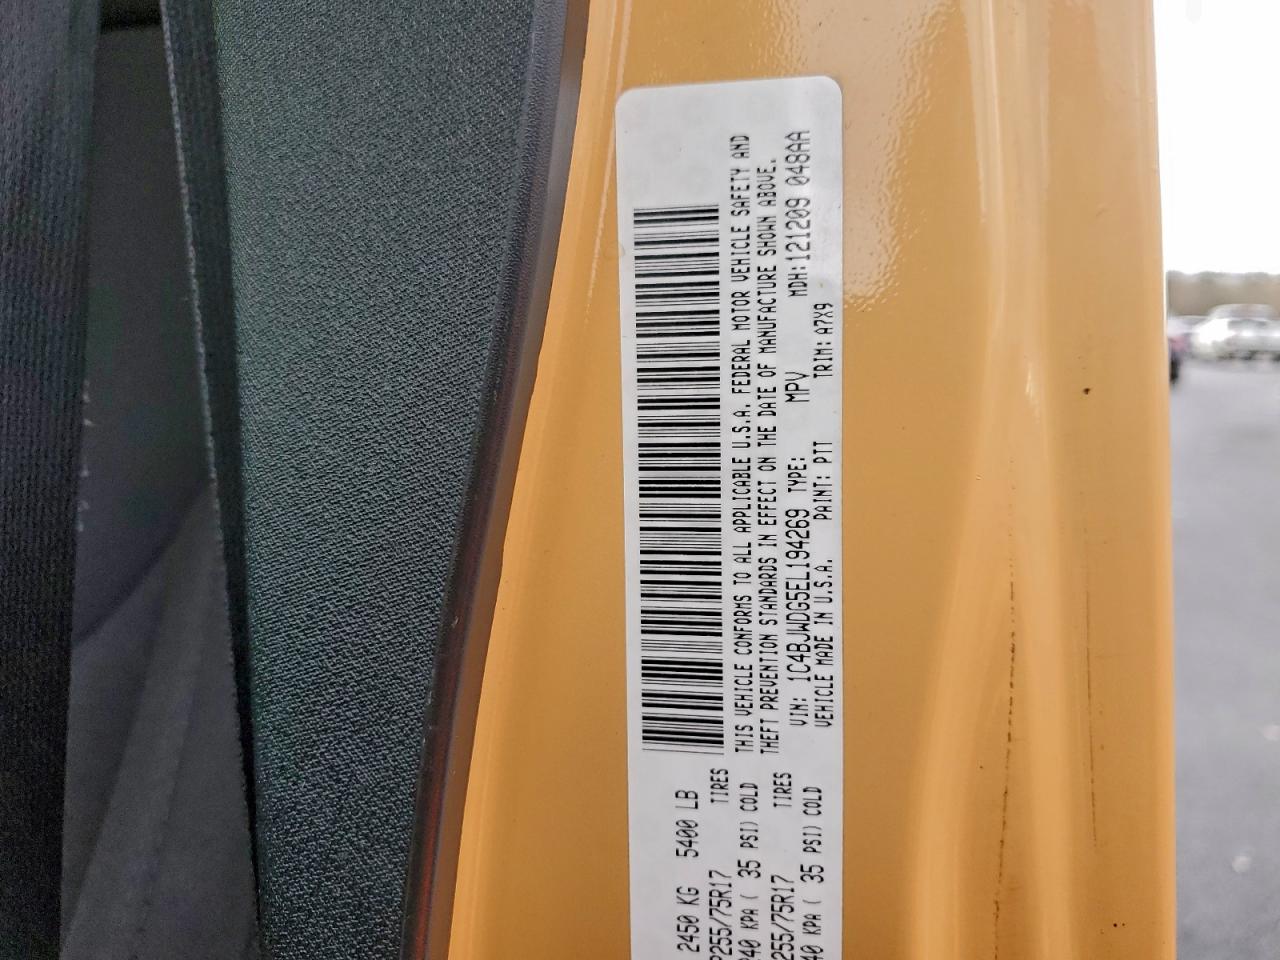 2450 KG 5400 LB
255/75R17 TIRES
240 KPA ( 35 PSI) COLD
255/75R17 TIRES
40 KPA ( 35 PSI) COLD
THIS VEHICLE CONFORMS TO ALL APPLICABLE U.S.A. FEDERAL MOTOR VEHICLE SAFETY AND
THEFT PREVENTION STANDARDS IN EFFECT ON THE DATE OF MANUFACTURE SHOWN ABOVE.
VIN: 1C4BJWDG5EL194269 TYPE: MPV MDH:121209 048AA
VEHICLE MADE IN U.S.A. PAINT: PTT TRIM: A7X9